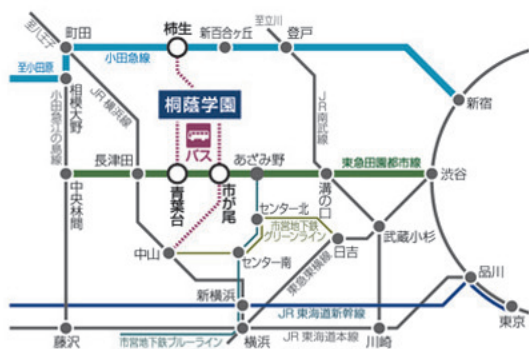 至八王子
町田
柿生
新百合ヶ丘
至立川
登戸
小田急線
至小田原
相模大野
新宿
JR横浜線
JR南武線
小田急江の島線
桐蔭学園
バス
長津田
あざみ野
東急田園都市線
渋谷
中央林間
青葉台
市が尾
溝の口
センター北
市営地下鉄
グリーンライン
武蔵小杉
日吉
中山
センター南
東急東横線
新横浜
品川
JR東海道新幹線
東京
藤沢
市営地下鉄ブルーライン
横浜
JR東海道本線
川崎